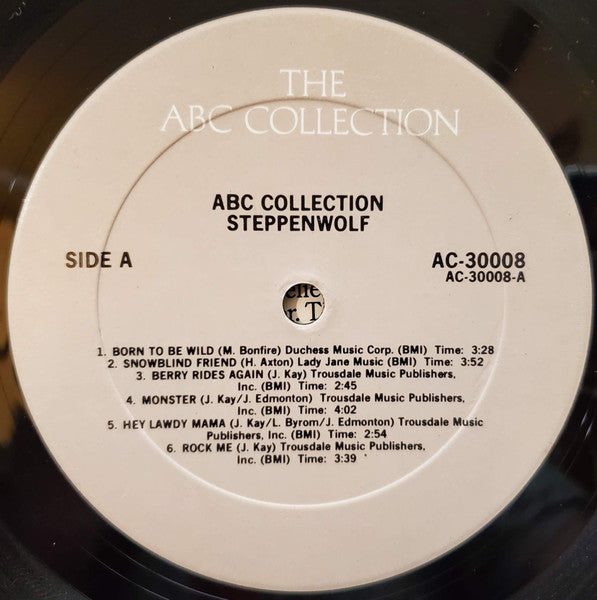 THE
ABC COLLECTION
ABC COLLECTION
STEPPENWOLF
SIDE A
AC-30008
AC-30008-A
1. BORN TO BE WILD (M. Bonfire) Duchess Music Corp. (BMI) Time: 3:28
2. SNOWBLIND FRIEND (H. Axton) Lady Jane Music (BMI) Time: 3:52
3. BERRY RIDES AGAIN (J. Kay) Trousdale Music Publishers,
Inc. (BMI) Time: 2:45
4. MONSTER (J. Kay/J. Edmonton) Trousdale Music Publishers,
Inc. (BMI) Time: 4:02
5. HEY LAWDY MAMA (J. Kay/L. Byrom/J. Edmonton) Trousdale Music
Publishers, Inc. (BMI) Time: 2:54
6. ROCK ME (J. Kay) Trousdale Music Publishers,
Inc. (BMI) Time: 3:39